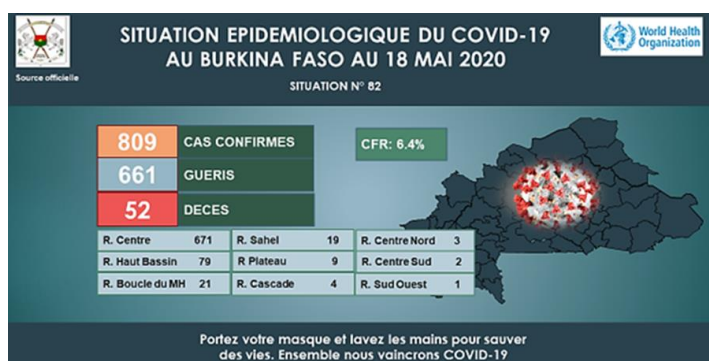 SITUATION EPIDEMIOLOGIQUE DU COVID-19
AU BURKINA FASO AU 18 MAI 2020
SITUATION N° 82
Source officielle
World Health
Organization
809 CAS CONFIRMES
661 GUERIS
52 DECES
CFR: 6.4%
R. Centre 671 R. Sahel 19 R. Centre Nord 3
R. Haut Bassin 79 R Plateau 9 R. Centre Sud 2
R. Boucle du MH 21 R. Cascade 4 R. Sud Ouest 1
Portez votre masque et lavez les mains pour sauver
des vies. Ensemble nous vaincrons COVID-19